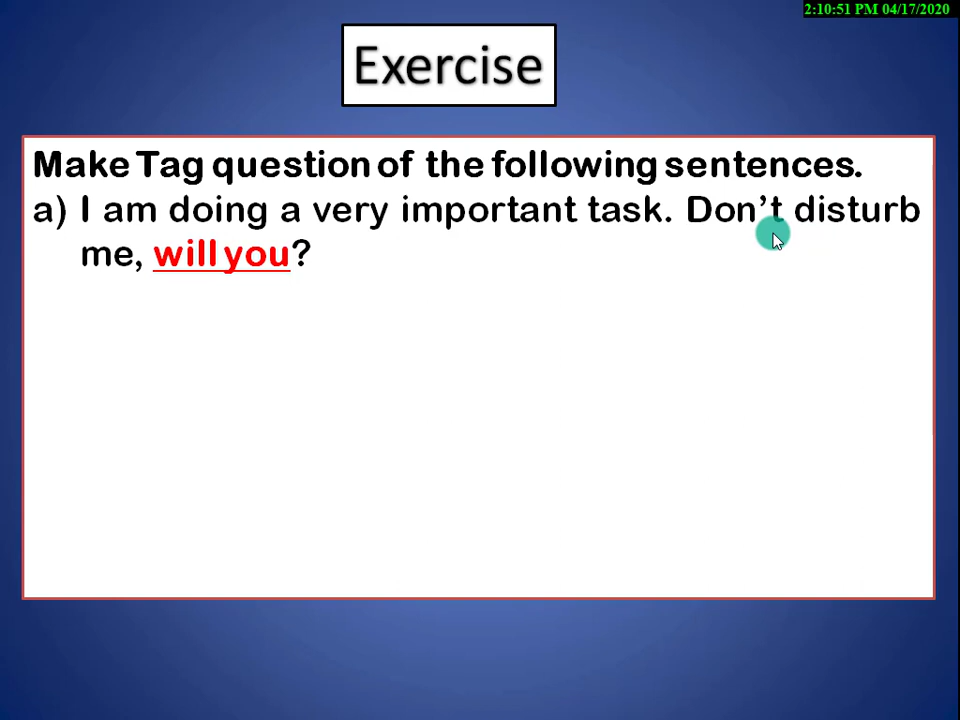 2:10:51 PM 04/17/2020
Exercise
Make Tag question of the following sentences.
a) I am doing a very important task. Don’t disturb
me, will you?